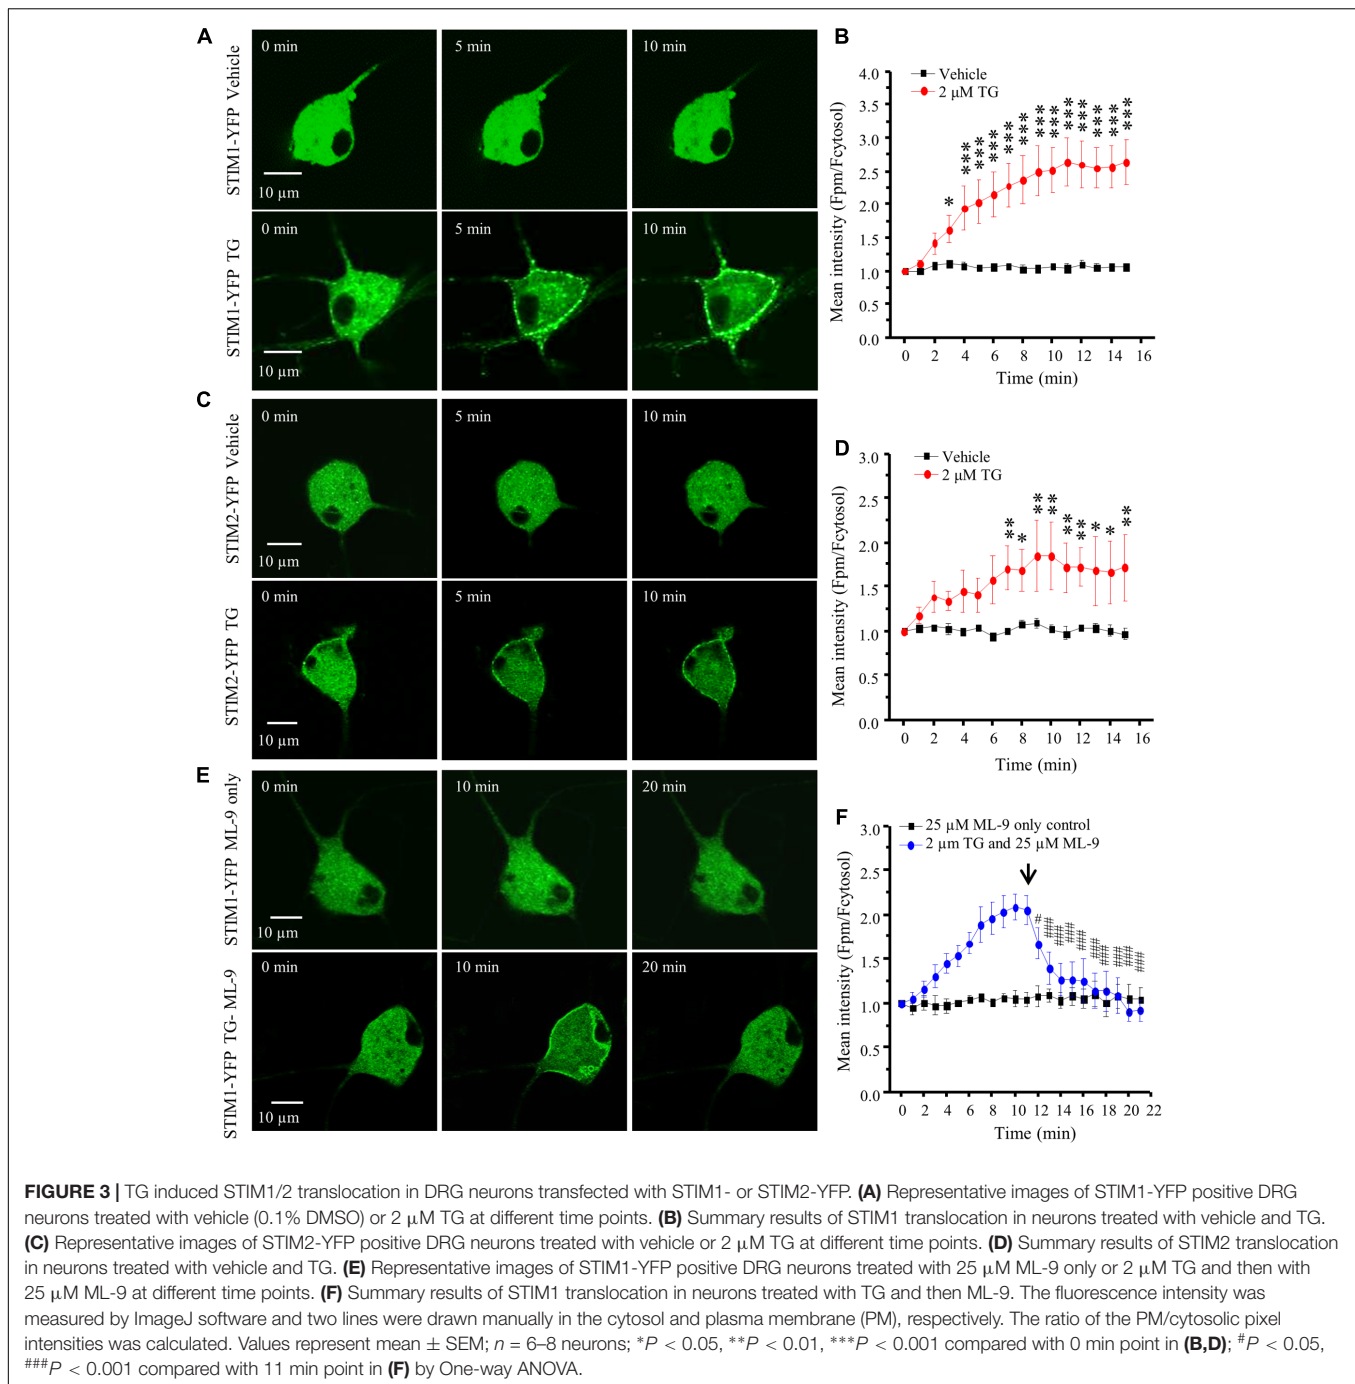 A
0 min
5 min
10 min
STIM1-YFP Vehicle
10 µm
0 min
5 min
10 min
STIM1-YFP TG
10 µm
B
Vehicle
2 µM TG
Mean intensity (Fpm/Fcytosol)
4.0
3.5
3.0
2.5
2.0
1.5
1.0
0.5
0.0
*
***
***
***
***
***
***
***
***
***
***
***
***
0 2 4 6 8 10 12 14 16
Time (min)
C
0 min
5 min
10 min
STIM2-YFP Vehicle
10 µm
0 min
5 min
10 min
STIM2-YFP TG
10 µm
D
Vehicle
2 µM TG
Mean intensity (Fpm/Fcytosol)
3.0
2.5
2.0
1.5
1.0
0.5
0.0
**
*
**
**
**
**
*
*
**
0 2 4 6 8 10 12 14 16
Time (min)
E
0 min
10 min
20 min
STIM1-YFP ML-9 only
10 µm
0 min
10 min
20 min
STIM1-YFP TG- ML-9
10 µm
F
25 µM ML-9 only control
2 µm TG and 25 µM ML-9
Mean intensity (Fpm/Fcytosol)
3.0
2.5
2.0
1.5
1.0
0.5
0.0
#
###
###
###
###
###
###
###
###
###
0 2 4 6 8 10 12 14 16 18 20 22
Time (min)
FIGURE 3 | TG induced STIM1/2 translocation in DRG neurons transfected with STIM1- or STIM2-YFP. (A) Representative images of STIM1-YFP positive DRG
neurons treated with vehicle (0.1% DMSO) or 2 µM TG at different time points. (B) Summary results of STIM1 translocation in neurons treated with vehicle and TG.
(C) Representative images of STIM2-YFP positive DRG neurons treated with vehicle or 2 µM TG at different time points. (D) Summary results of STIM2 translocation
in neurons treated with vehicle and TG. (E) Representative images of STIM1-YFP positive DRG neurons treated with 25 µM ML-9 only or 2 µM TG and then with
25 µM ML-9 at different time points. (F) Summary results of STIM1 translocation in neurons treated with TG and then ML-9. The fluorescence intensity was
measured by ImageJ software and two lines were drawn manually in the cytosol and plasma membrane (PM), respectively. The ratio of the PM/cytosolic pixel
intensities was calculated. Values represent mean ± SEM; n = 6–8 neurons; *P < 0.05, **P < 0.01, ***P < 0.001 compared with 0 min point in (B,D); #P < 0.05,
###P < 0.001 compared with 11 min point in (F) by One-way ANOVA.